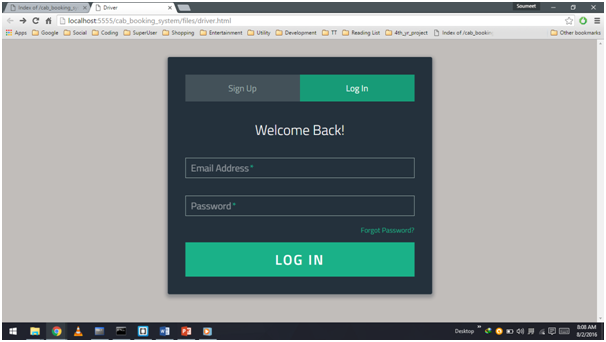 Soumeet
Index of /cab_booking_sy
Driver
localhost:5555/cab_booking_system/files/driver.html
Apps Google Social Coding SuperUser Shopping Entertainment Utility Development TT Reading List 4th_yr_project Index of /cab_booking Other bookmarks
Sign Up
Log In
Welcome Back!
Email Address*
Password*
Forgot Password?
LOG IN
Desktop
8:08 AM
8/2/2016